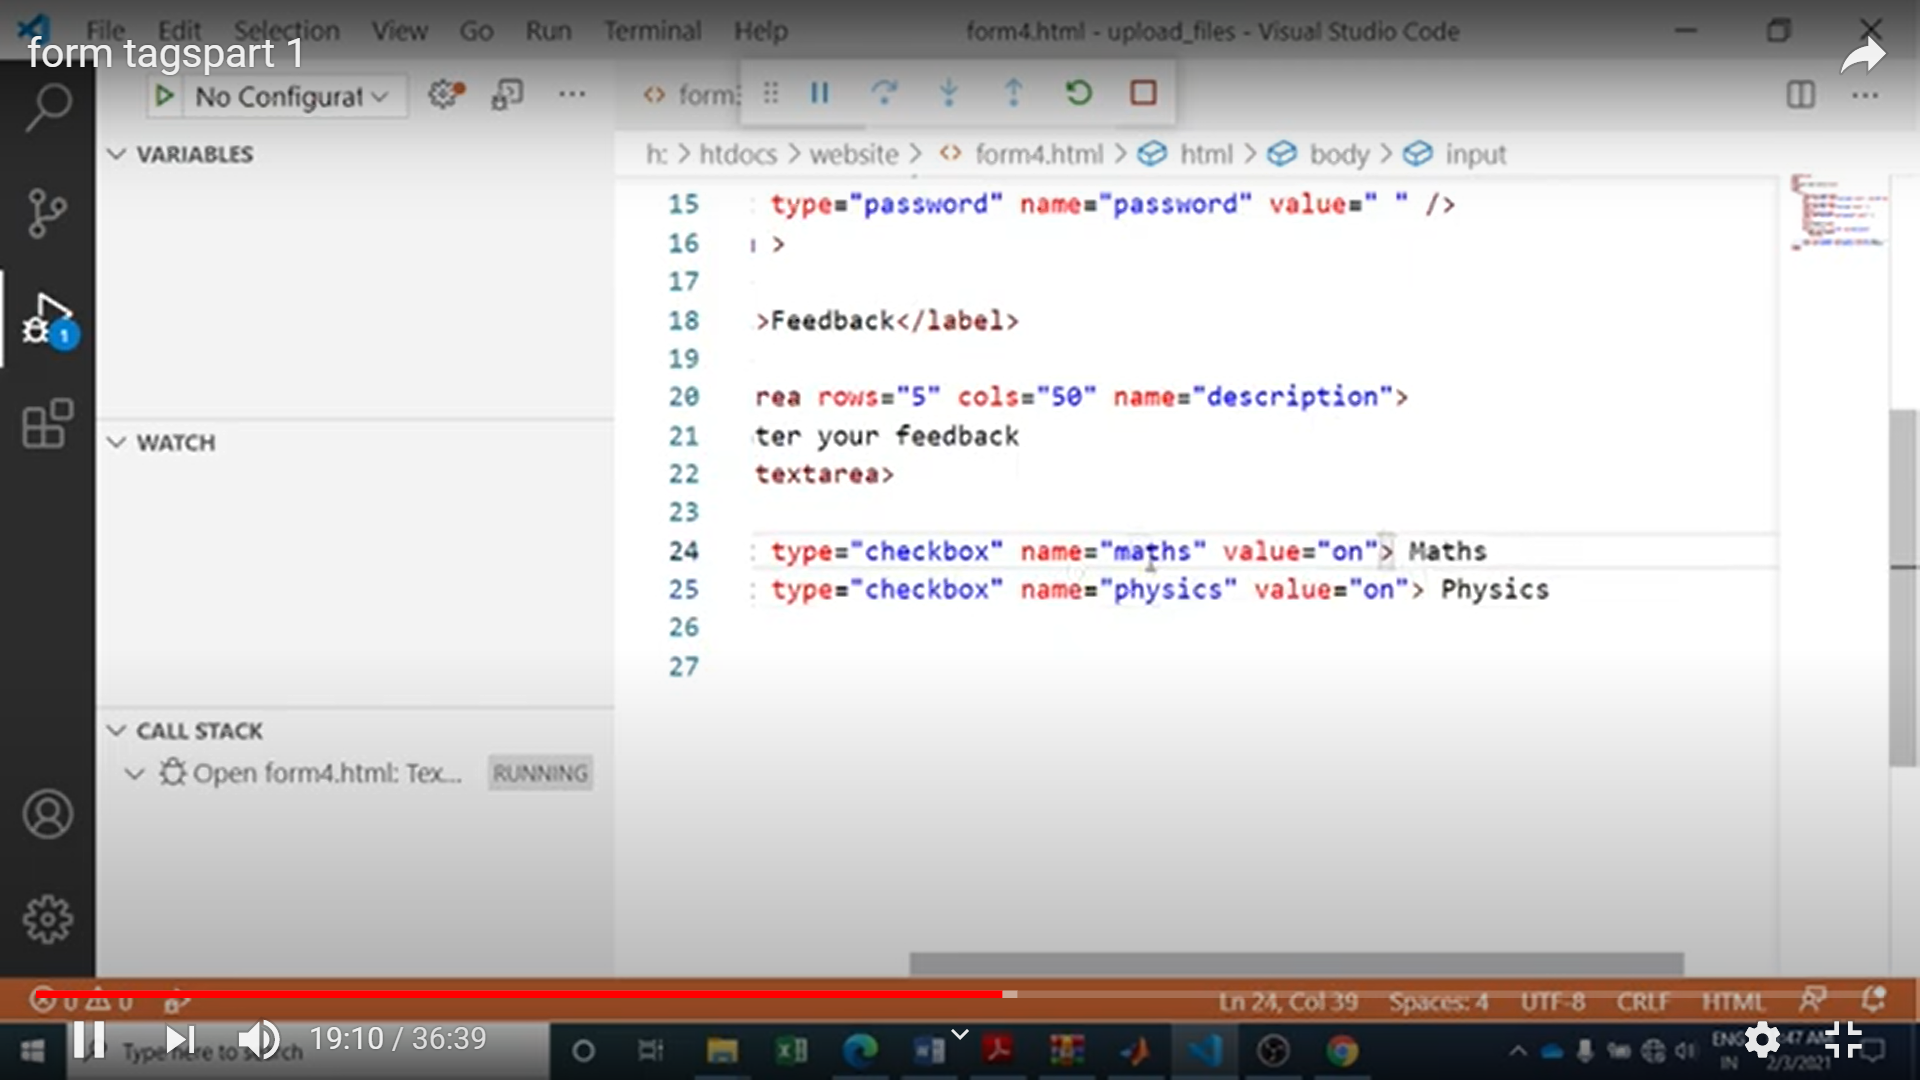 File Edit Selection View Go Run Terminal Help form4.html - upload_files - Visual Studio Code
form tagspart 1
No Configurat
form
h: > htdocs > website > form4.html > html > body > input
VARIABLES
15 type="password" name="password" value=" " />
16 >
17
18 >Feedback</label>
19
20 rea rows="5" cols="50" name="description">
21 ter your feedback
22 textarea>
23
24 type="checkbox" name="maths" value="on"> Maths
25 type="checkbox" name="physics" value="on"> Physics
26
27
1
WATCH
CALL STACK
Open form4.html: Tex... RUNNING
0 0
Ln 24, Col 39 Spaces: 4 UTF-8 CRLF HTML
19:10 / 36:39
Type here to search
ENG 47 AM
IN 2/3/2021